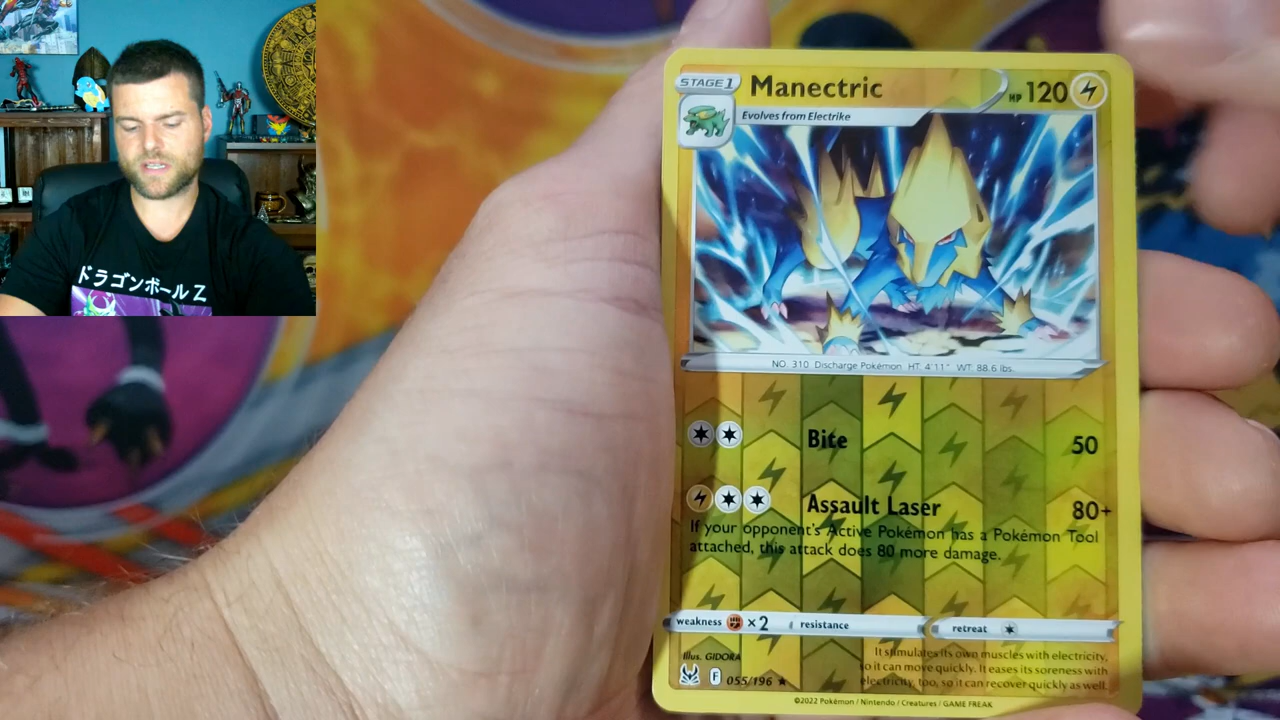 ドラゴンボールZ
STAGE 1
Manectric
HP 120
Evolves from Electrike
NO. 310 Discharge Pokémon HT: 4'11" WT: 88.6 lbs.
Bite 50
Assault Laser 80+
If your opponent's Active Pokémon has a Pokémon Tool
attached, this attack does 80 more damage.
weakness ×2 resistance retreat
Illus. GIDORA
It stimulates its own muscles with electricity,
so it can move quickly. It eases its soreness with
electricity, too, so it can recover quickly as well.
F 055/196 ★
©2022 Pokémon / Nintendo / Creatures / GAME FREAK